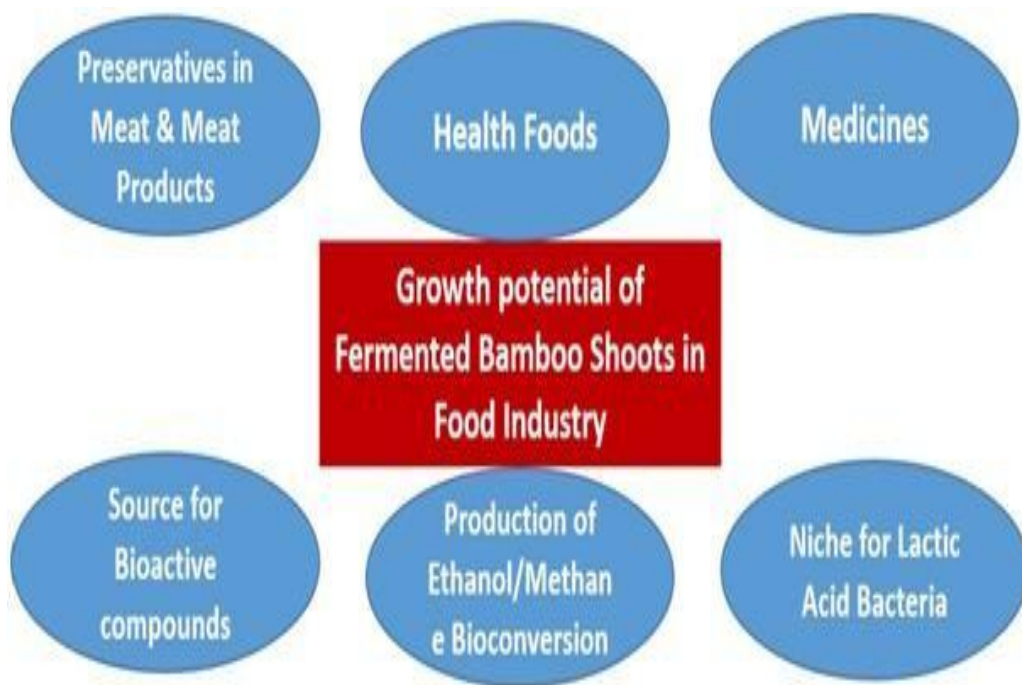 Preservatives in
Meat & Meat
Products
Health Foods
Medicines
Growth potential of
Fermented Bamboo Shoots in
Food Industry
Source for
Bioactive
compounds
Production of
Ethanol/Methan
e Bioconversion
Niche for Lactic
Acid Bacteria